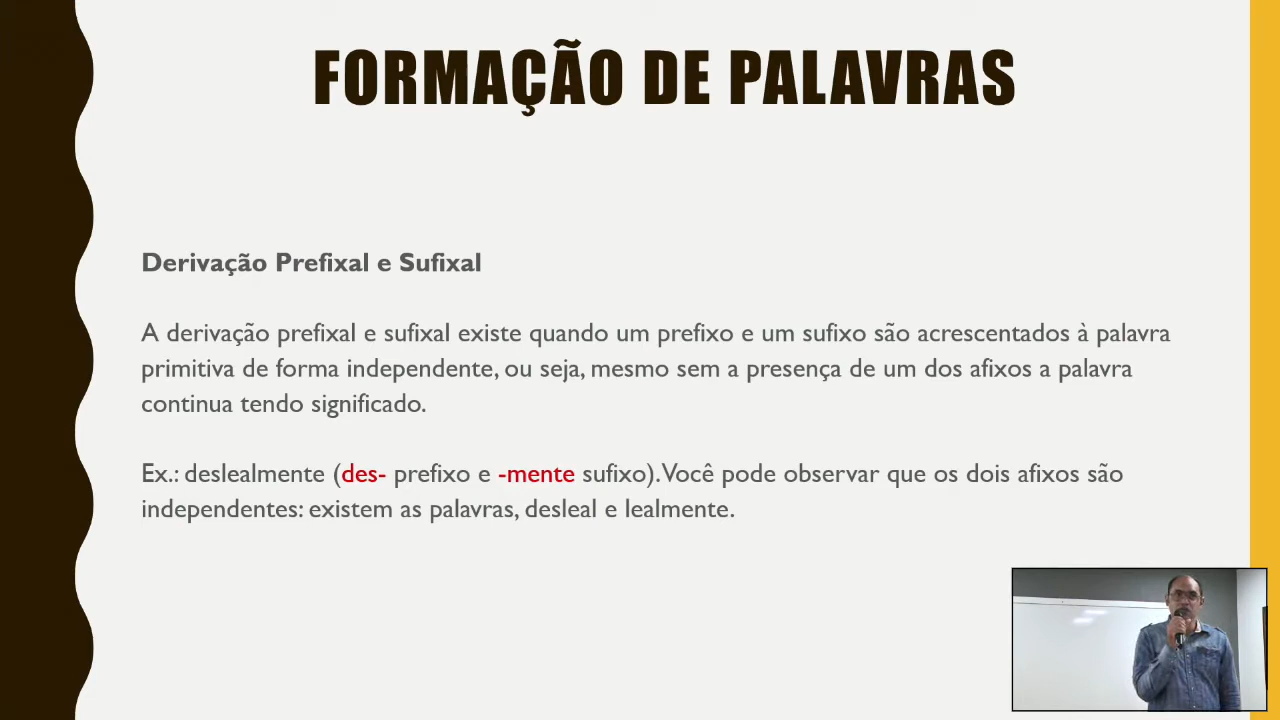 FORMAÇÃO DE PALAVRAS
Derivação Prefixal e Sufixal
A derivação prefixal e sufixal existe quando um prefixo e um sufixo são acrescentados à palavra
primitiva de forma independente, ou seja, mesmo sem a presença de um dos afixos a palavra
continua tendo significado.
Ex.: deslealmente (des- prefixo e -mente sufixo). Você pode observar que os dois afixos são
independentes: existem as palavras, desleal e lealmente.